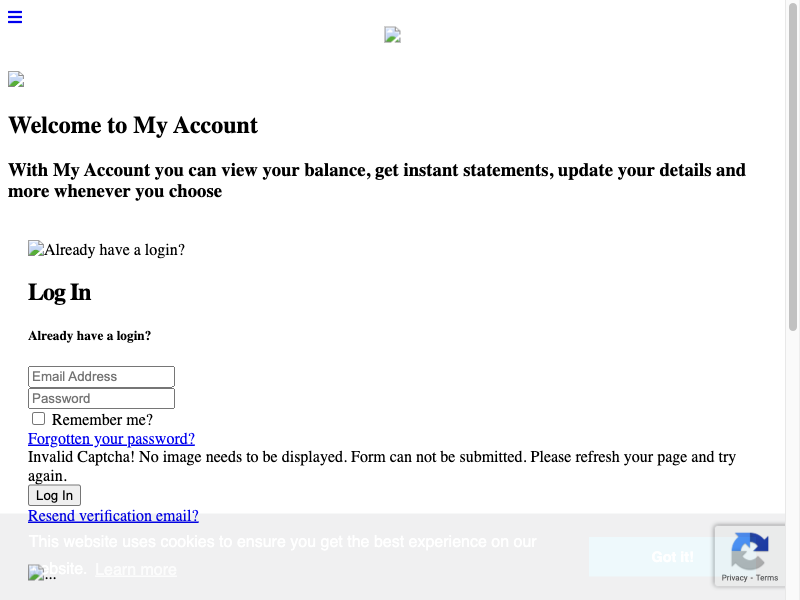 Welcome to My Account
With My Account you can view your balance, get instant statements, update your details and
more whenever you choose
Already have a login?
Log In
Already have a login?
Email Address
Password
Remember me?
Forgotten your password?
Invalid Captcha! No image needs to be displayed. Form can not be submitted. Please refresh your page and try
again.
Log In
Resend verification email?
This website uses cookies to ensure you get the best experience on our
website. Learn more
Got it!
...
Privacy - Terms